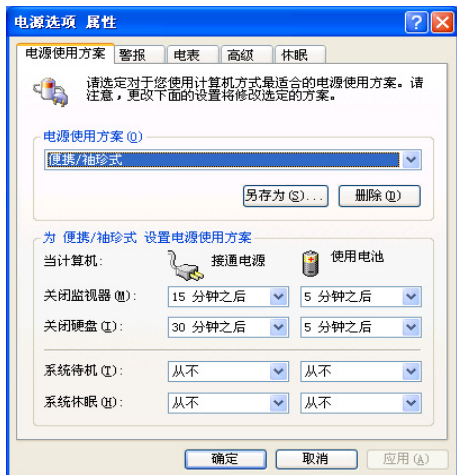 电源选项 属性
电源使用方案 警报 电表 高级 休眠
请选定对于您使用计算机方式最适合的电源使用方案。请
注意，更改下面的设置将修改选定的方案。
电源使用方案(O)
便携/袖珍式
另存为(S)... 删除(D)
为 便携/袖珍式 设置电源使用方案
当计算机: 接通电源 使用电池
关闭监视器(M): 15 分钟之后 5 分钟之后
关闭硬盘(I): 30 分钟之后 5 分钟之后
系统待机(T): 从不 从不
系统休眠(H): 从不 从不
确定 取消 应用(A)